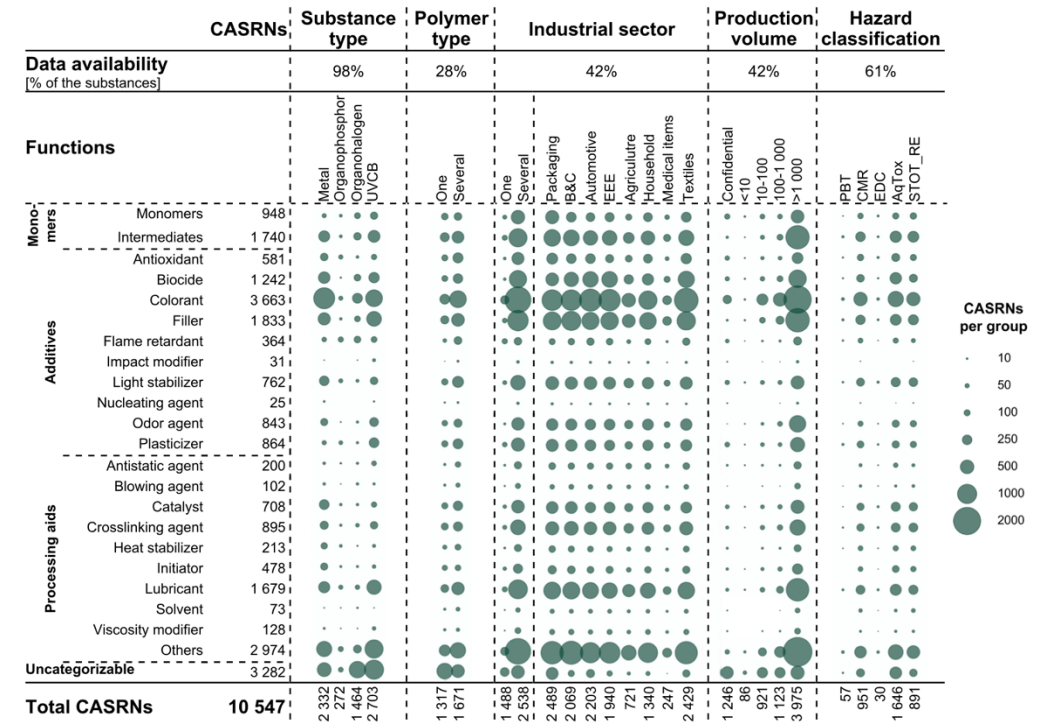 CASRNs Substance type Polymer type Industrial sector Production volume Hazard classification
Data availability 98% 28% 42% 42% 61%
[% of the substances]
Functions Metal Organophosphor Organohalogen UVCB One Several One Several Packaging B&C Automotive EEE Agriculutre Household Medical items Textiles Confidential <10 10-100 100-1 000 >1 000 PBT CMR EDC AqTox STOT_RE
Mono-mers
Monomers 948
Intermediates 1 740
Additives
Antioxidant 581
Biocide 1 242
Colorant 3 663
Filler 1 833
Flame retardant 364
Impact modifier 31
Light stabilizer 762
Nucleating agent 25
Odor agent 843
Plasticizer 864
Processing aids
Antistatic agent 200
Blowing agent 102
Catalyst 708
Crosslinking agent 895
Heat stabilizer 213
Initiator 478
Lubricant 1 679
Solvent 73
Viscosity modifier 128
Others 2 974
Uncategorizable 3 282
Total CASRNs 10 547 2 332 272 1 464 2 703 1 317 1 671 1 488 2 538 2 489 2 069 2 203 1 940 721 1 340 247 2 429 1 246 86 921 1 123 3 975 57 951 30 1 646 891
CASRNs
per group
10
50
100
250
500
1000
2000